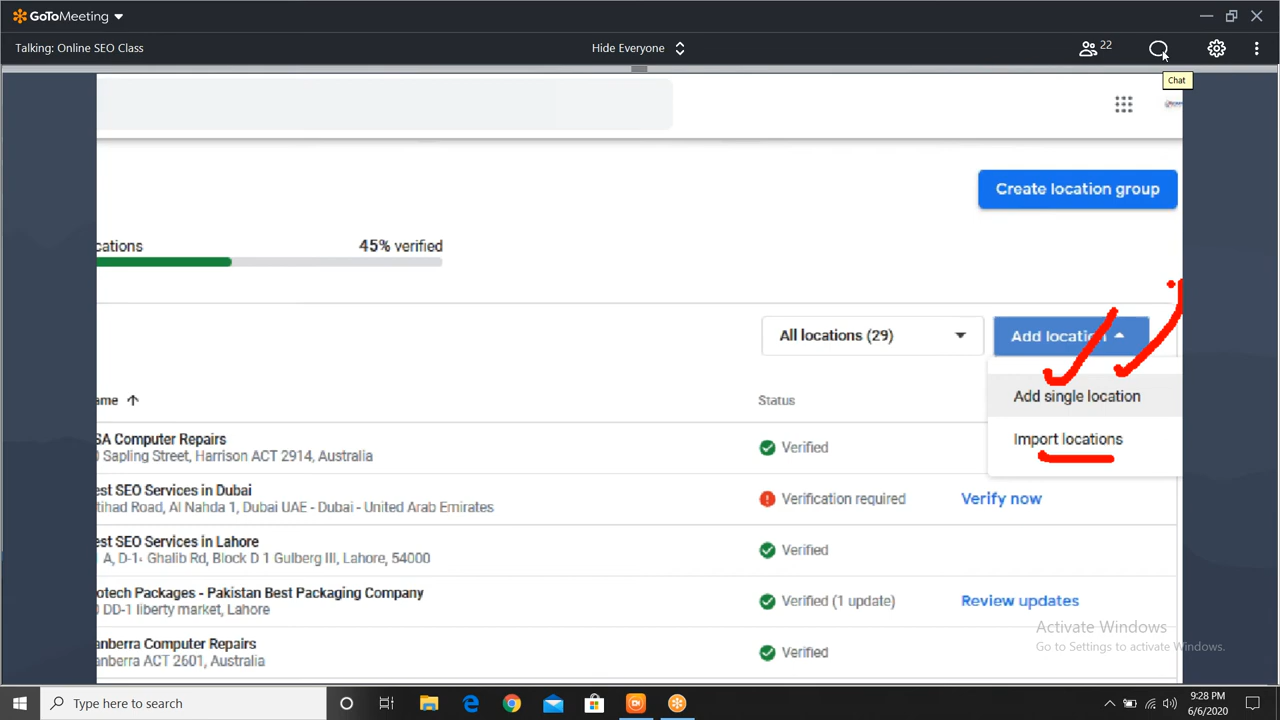 GoToMeeting
Talking: Online SEO Class
Hide Everyone
22
Chat
Create location group
cations
45% verified
All locations (29)
Add location
Add single location
Import locations
ame
Status
SA Computer Repairs
Sapling Street, Harrison ACT 2914, Australia
Verified
est SEO Services in Dubai
tihad Road, Al Nahda 1, Dubai UAE - Dubai - United Arab Emirates
Verification required
Verify now
est SEO Services in Lahore
A, D-1- Ghalib Rd, Block D 1 Gulberg III, Lahore, 54000
Verified
otech Packages - Pakistan Best Packaging Company
DD-1 liberty market, Lahore
Verified (1 update)
Review updates
anberra Computer Repairs
anberra ACT 2601, Australia
Verified
Activate Windows
Go to Settings to activate Windows.
Type here to search
9:28 PM
6/6/2020